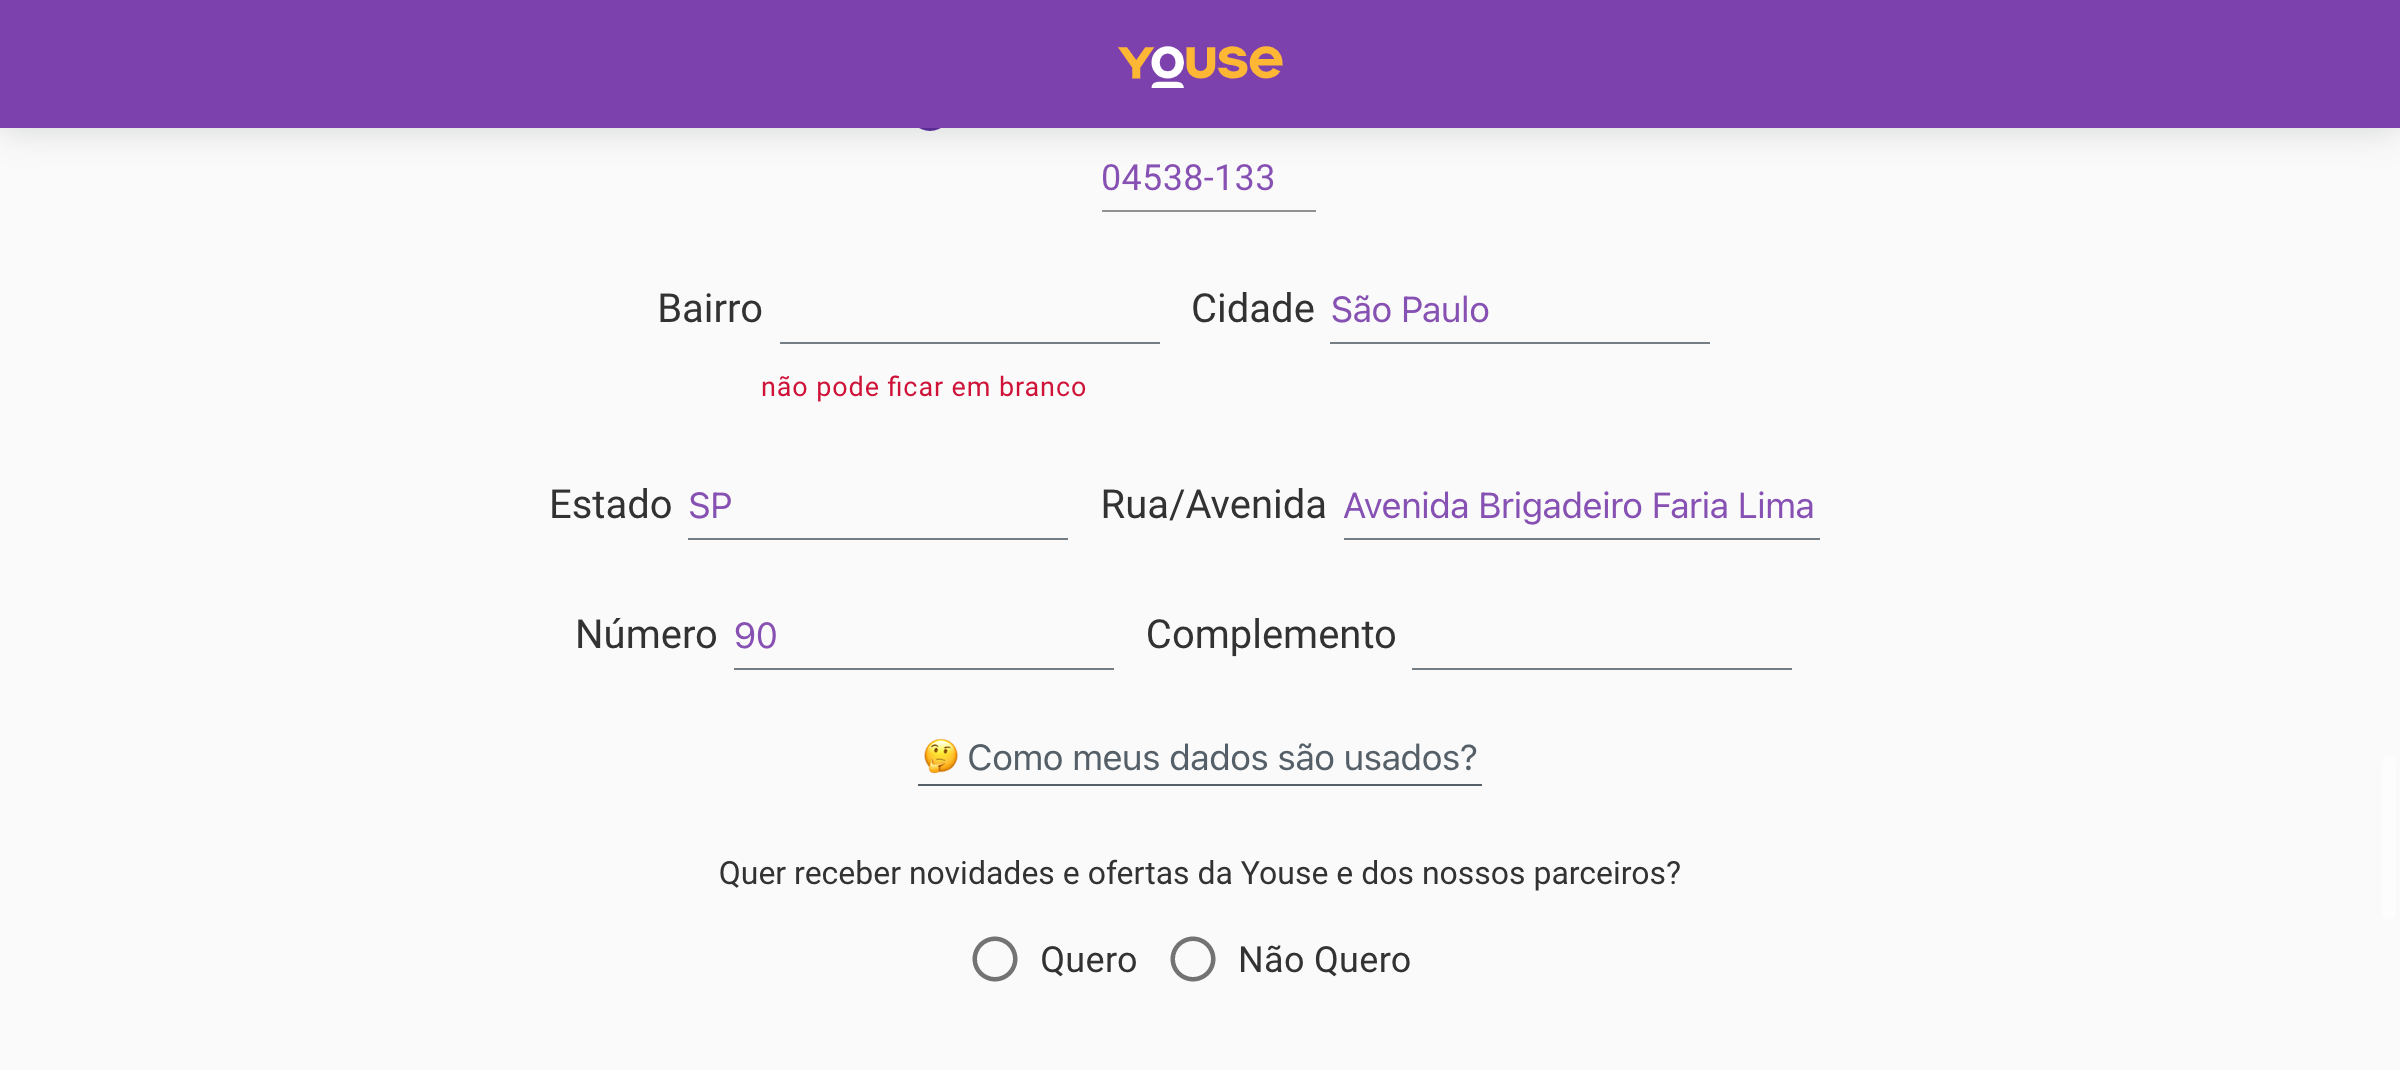 Youse
04538-133
Bairro
Cidade São Paulo
não pode ficar em branco
Estado SP
Rua/Avenida Avenida Brigadeiro Faria Lima
Número 90
Complemento
🤔 Como meus dados são usados?
Quer receber novidades e ofertas da Youse e dos nossos parceiros?
Quero
Não Quero